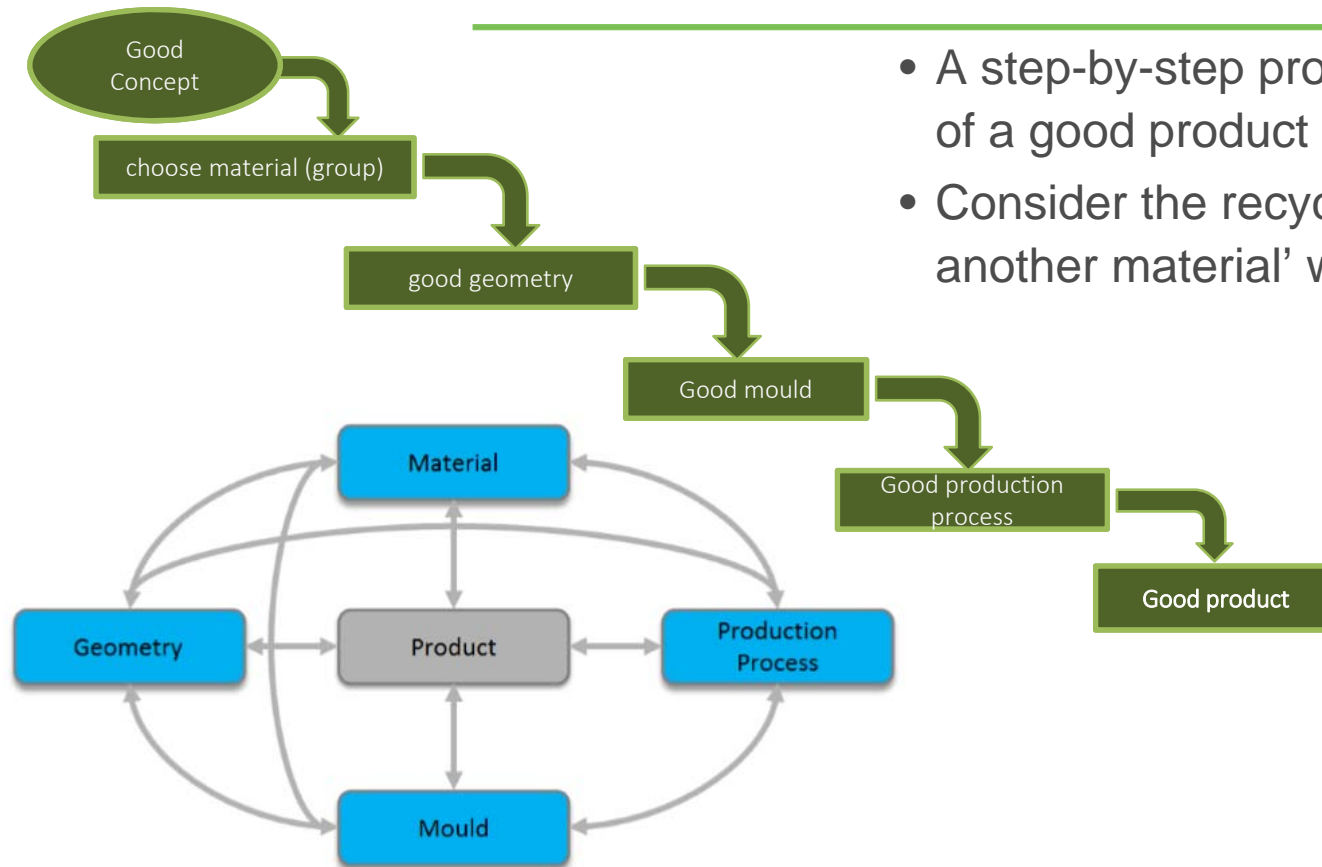 Good
Concept
choose material (group)
good geometry
Good mould
Good production
process
Good product
• A step-by-step pro
of a good product
• Consider the recyc
another material’ w
Material
Geometry
Product
Production
Process
Mould